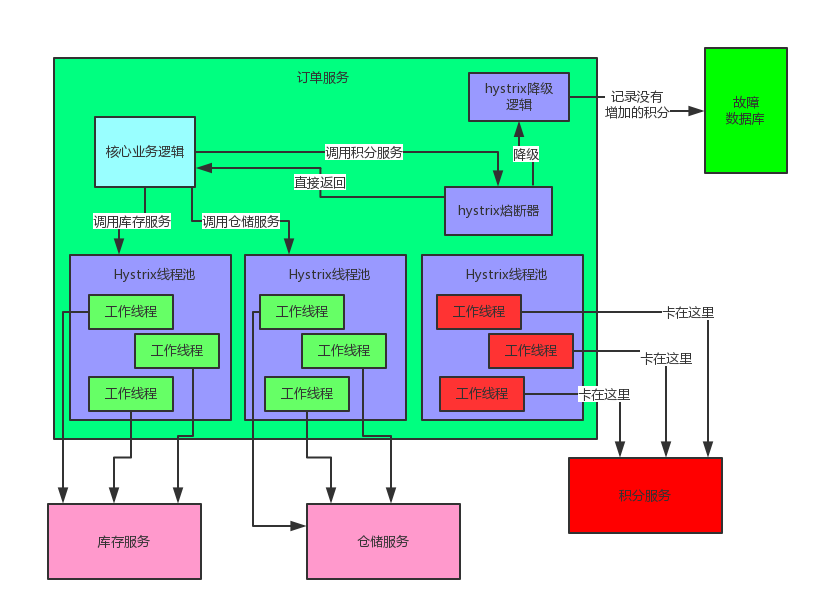 订单服务
hystrix降级
逻辑
记录没有
增加的积分
故障
数据库
核心业务逻辑
调用积分服务
降级
直接返回
hystrix熔断器
调用库存服务
调用仓储服务
Hystrix线程池
工作线程
工作线程
工作线程
Hystrix线程池
工作线程
工作线程
工作线程
Hystrix线程池
工作线程
工作线程
工作线程
卡在这里
卡在这里
卡在这里
库存服务
仓储服务
积分服务